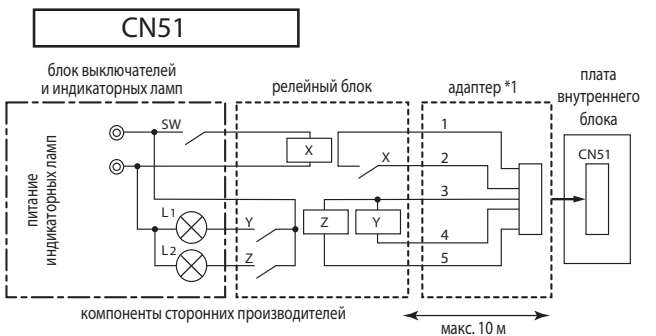 CN51
блок выключателей
и индикаторных ламп
релейный блок
адаптер *1
плата
внутреннего
блока
питание
индикаторных ламп
SW
X
X
1
2
3
4
5
CN51
L1
Y
L2
Z
Z
Y
компоненты сторонних производителей
макс. 10 м